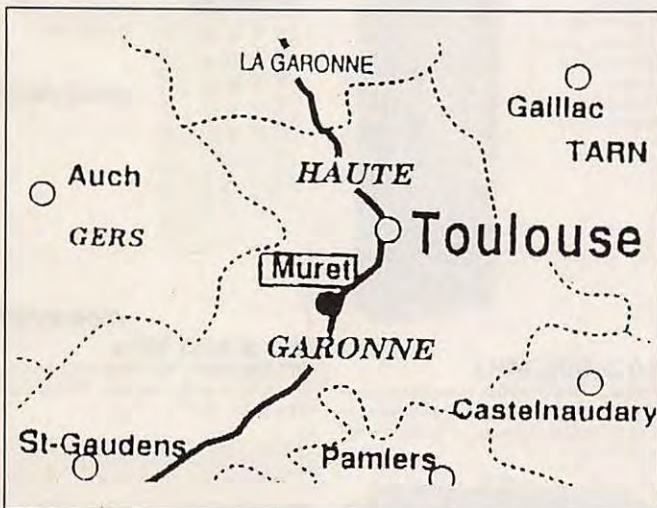 LA GARONNE
Gaillac
TARN
HAUTE
Auch
GERS
Toulouse
Muret
GARONNE
Castelnaudary
St-Gaudens
Pamiers